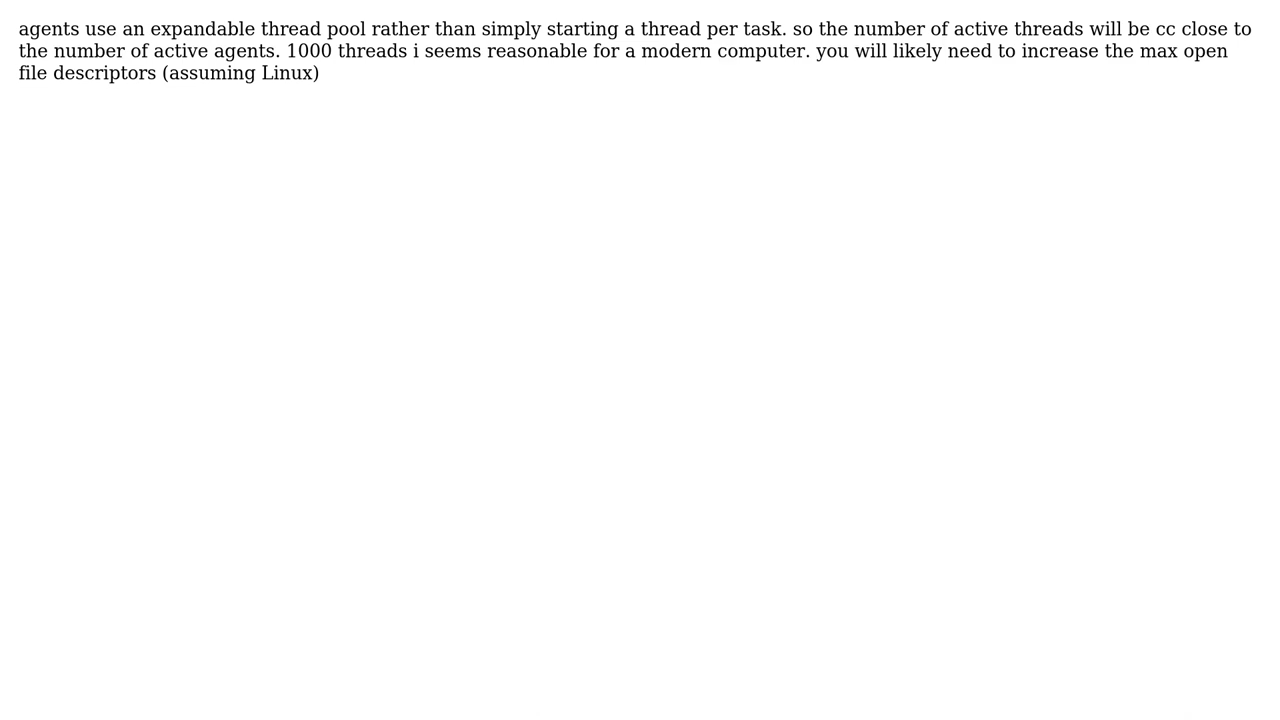 agents use an expandable thread pool rather than simply starting a thread per task. so the number of active threads will be cc close to
the number of active agents. 1000 threads i seems reasonable for a modern computer. you will likely need to increase the max open
file descriptors (assuming Linux)